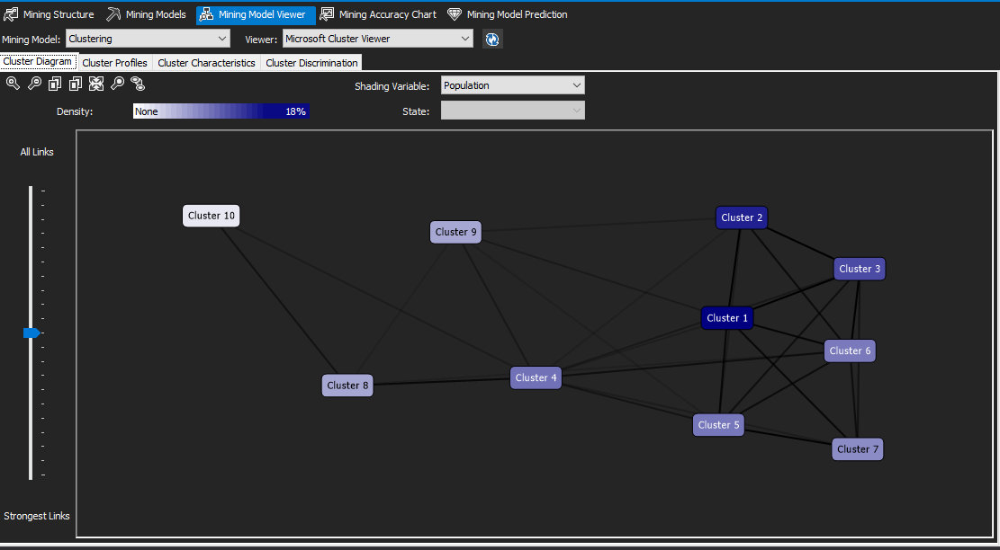 Mining Structure Mining Models Mining Model Viewer Mining Accuracy Chart Mining Model Prediction
Mining Model: Clustering Viewer: Microsoft Cluster Viewer
Cluster Diagram Cluster Profiles Cluster Characteristics Cluster Discrimination
Shading Variable: Population
Density: None 18% State:
All Links
Cluster 10
Cluster 2
Cluster 9
Cluster 3
Cluster 1
Cluster 6
Cluster 4
Cluster 8
Cluster 5
Cluster 7
Strongest Links